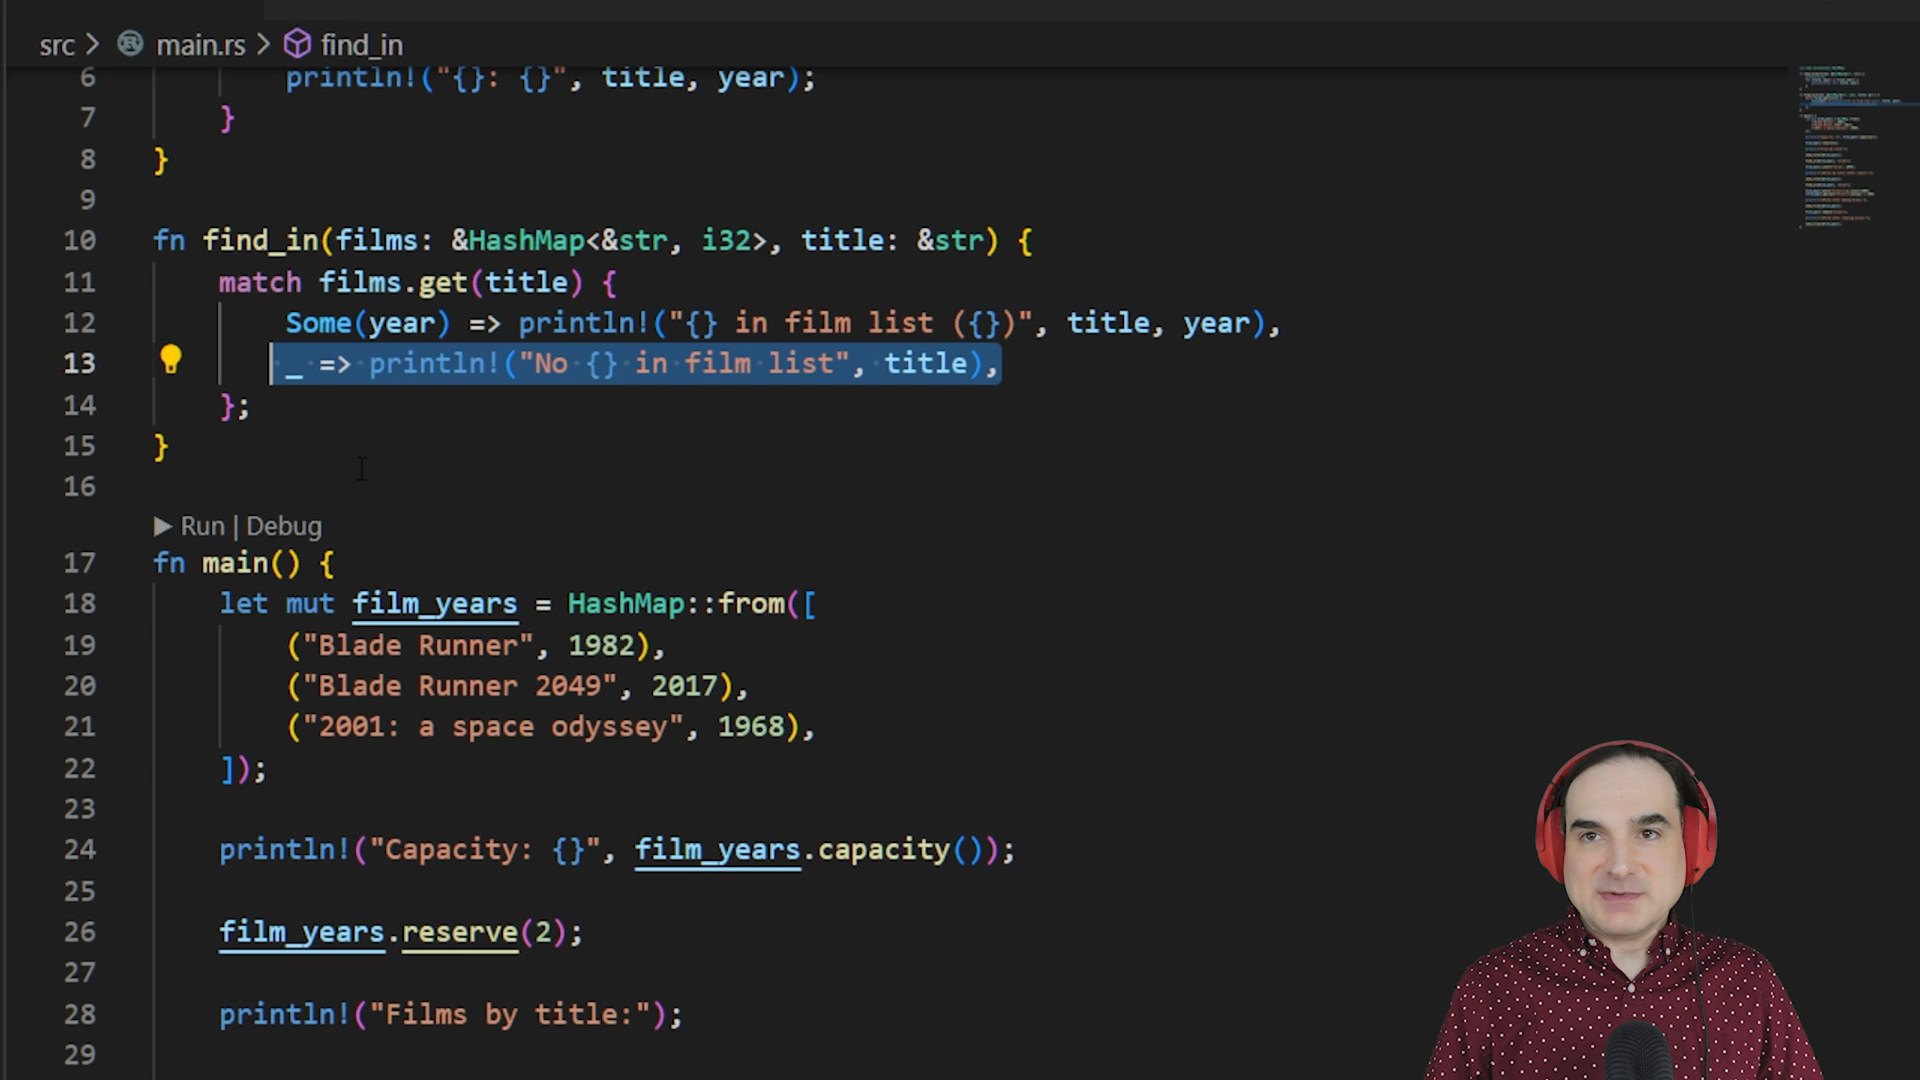 src > main.rs > find_in
6 println!("{}: {}", title, year);
7 }
8 }
9
10 fn find_in(films: &HashMap<&str, i32>, title: &str) {
11 match films.get(title) {
12 Some(year) => println!("{} in film list ({})", title, year),
13 _ => println!("No {} in film list", title),
14 };
15 }
16
Run | Debug
17 fn main() {
18 let mut film_years = HashMap::from([
19 ("Blade Runner", 1982),
20 ("Blade Runner 2049", 2017),
21 ("2001: a space odyssey", 1968),
22 ]);
23
24 println!("Capacity: {}", film_years.capacity());
25
26 film_years.reserve(2);
27
28 println!("Films by title:");
29